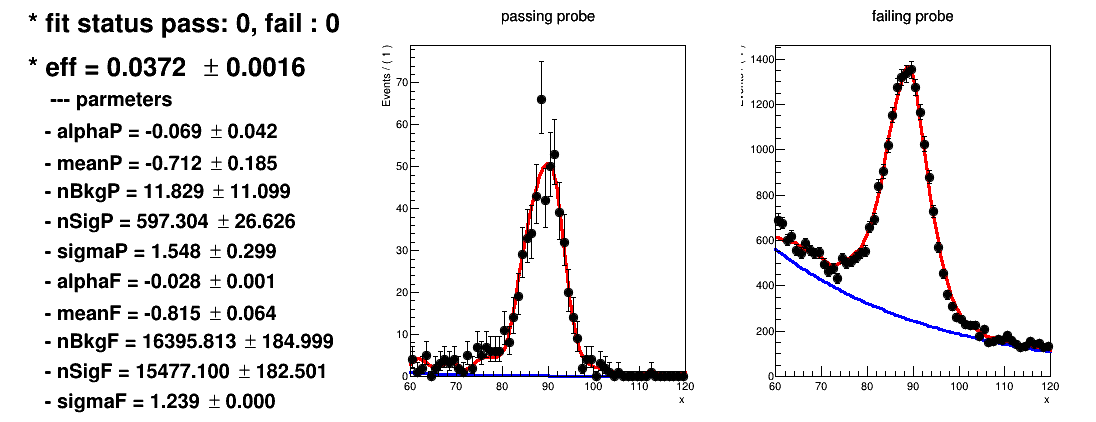 * fit status pass: 0, fail : 0
* eff = 0.0372 ± 0.0016
--- parmeters
- alphaP = -0.069 ± 0.042
- meanP = -0.712 ± 0.185
- nBkgP = 11.829 ± 11.099
- nSigP = 597.304 ± 26.626
- sigmaP = 1.548 ± 0.299
- alphaF = -0.028 ± 0.001
- meanF = -0.815 ± 0.064
- nBkgF = 16395.813 ± 184.999
- nSigF = 15477.100 ± 182.501
- sigmaF = 1.239 ± 0.000
passing probe
Events / ( 1 )
70
60
50
40
30
20
10
0
60 70 80 90 100 110 120
x
failing probe
1400
1200
1000
800
600
400
200
0
60 70 80 90 100 110 120
x